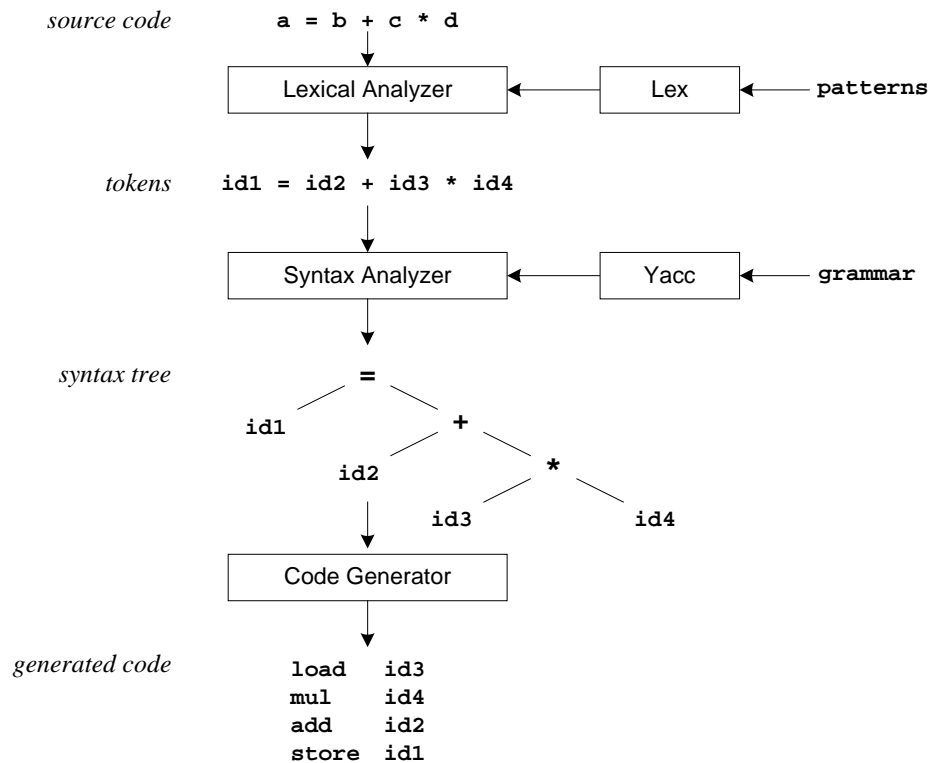 source code a = b + c * d
Lexical Analyzer Lex patterns
tokens id1 = id2 + id3 * id4
Syntax Analyzer Yacc grammar
syntax tree =
id1 +
id2 *
id3 id4
Code Generator
generated code load id3
mul id4
add id2
store id1